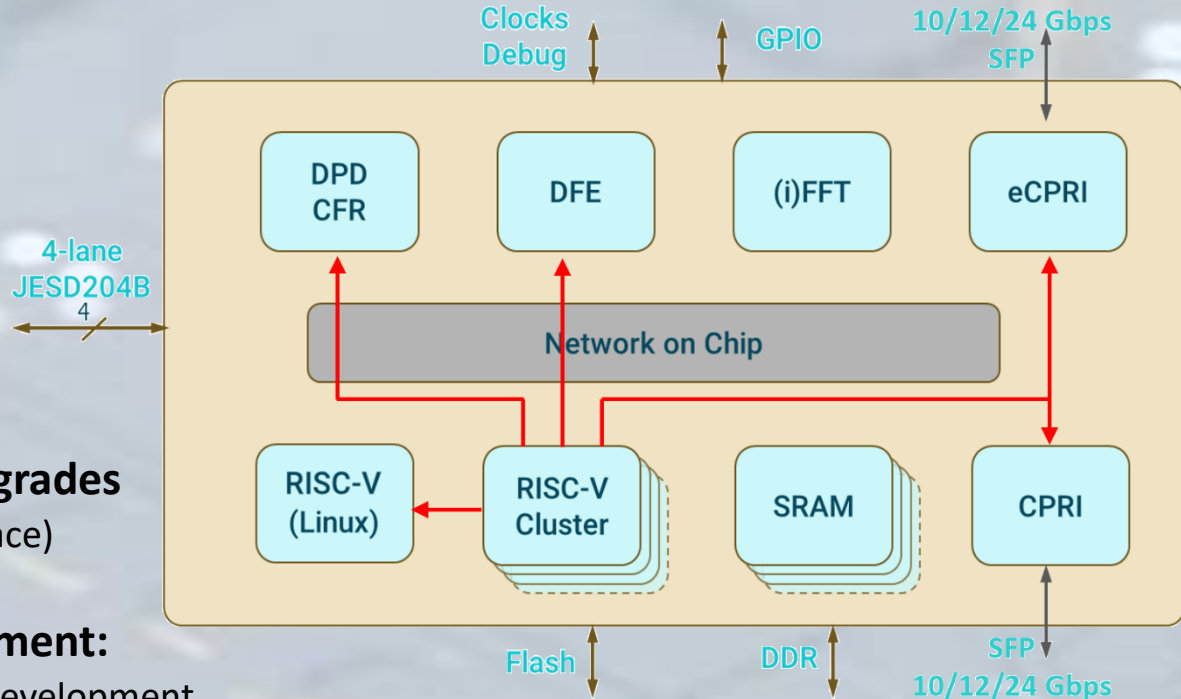 Clocks
Debug
GPIO
10/12/24 Gbps
SFP
DPD
CFR
DFE
(i)FFT
eCPRI
4-lane
JESD204B
4
Network on Chip
RISC-V
(Linux)
RISC-V
Cluster
SRAM
CPRI
grades
nce)
ment:
evelopment
Flash
DDR
SFP
10/12/24 Gbps